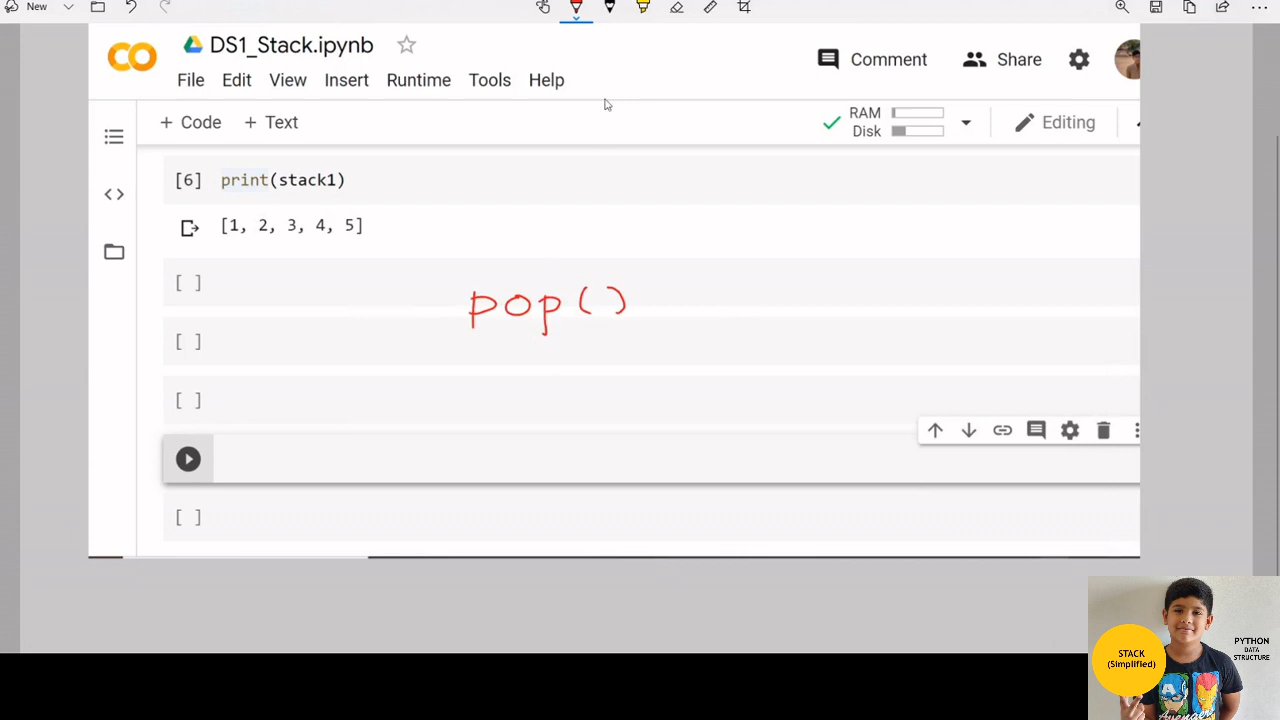 New
DS1_Stack.ipynb
Comment
Share
File Edit View Insert Runtime Tools Help
+ Code + Text
RAM
Disk
Editing
[6] print(stack1)
[1, 2, 3, 4, 5]
[ ]
pop()
[ ]
[ ]
[ ]
STACK
(Simplified)
PYTHON
DATA
STRUCTURE